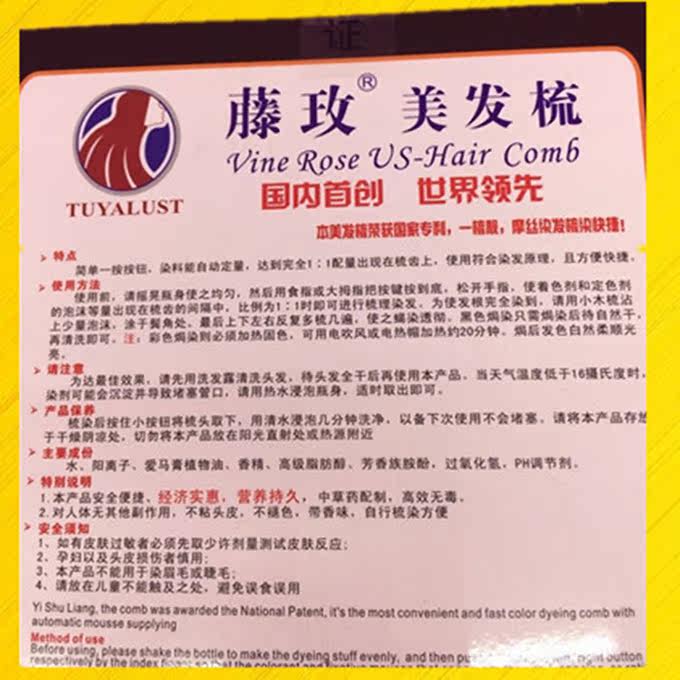 证
藤玫® 美发梳
Vine Rose US-Hair Comb
TUYALUST
国内首创 世界领先
本美发梳荣获国家专利，一梳靓，摩丝染发梳染快捷！
特点
简单一按按钮，染料能自动定量，达到完全1：1配量出现在梳齿上，使用符合染发原理，且方便快捷。
使用方法
使用前，请摇晃瓶身使之均匀，然后用食指或大拇指把按键按到底。松开手指，使着色剂和定色剂
的泡沫等量出现在梳齿的间隔中，比例为1：1时即可进行梳理染发。为使发根完全染到，请用小木梳沾
上少量泡沫，涂于鬓角处。最后上下左右反复多梳几遍，使之蝎染透彻。黑色焗染只需焗染后待自然干，
再清洗即可。注：彩色焗染则必须加热固色，可用电吹风或电热帽加热约20分钟。焗后发色自然柔顺光
亮。
请注意
为达最佳效果，请先用洗发露清洗头发，待头发全干后再使用本产品。当天气温度低于16摄氏度时，
染剂可能会沉淀并导致堵塞管口，请用热水浸泡瓶身，适时取出即可。
产品保养
梳染后按住小按钮将梳头取下，用清水浸泡几分钟洗净，以备下次使用不会堵塞。请将本产品存放
于干燥阴凉处，切勿将本产品放在阳光直射处或热源附近
主要成份
水、阳离子、爱马膏植物油、香精、高级脂肪醇、芳香族胺酚，过氧化氢，PH调节剂。
特别说明
1.本产品安全便捷、经济实惠，营养持久，中草药配制，高效无毒。
2.对人体无其他副作用，不粘头皮，不褪色，带香味，自行梳染方便
安全须知
1、如有皮肤过敏者必须先取少许剂量测试皮肤反应;
2、孕妇以及头皮损伤者慎用;
3、本产品不能用于染眉毛或睫毛;
4、请放在儿童不能触及之处，避免误食误用
Yi Shu Liang, the comb was awarded the National Patent, it's the most convenient and fast color dyeing comb with
automatic mousse supplying
Method of use
Before using, please shake the bottle to make the dyeing stuff evenly, and then button
respectively by the index